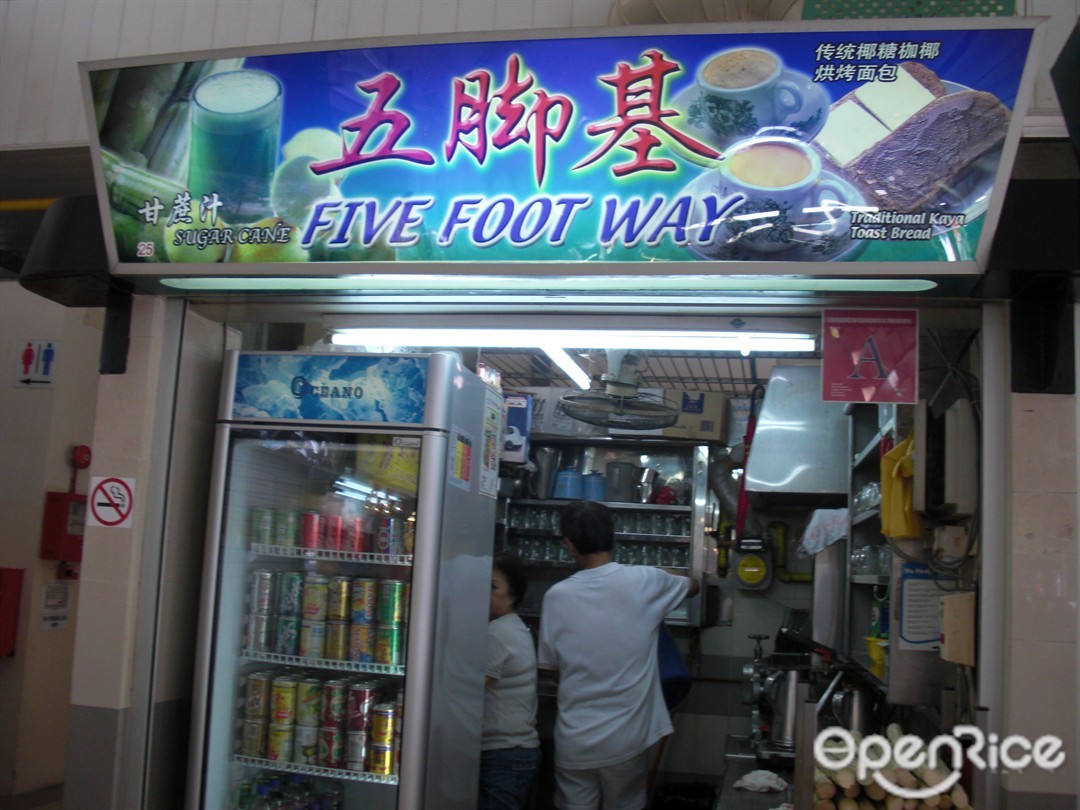 五脚基
FIVE FOOT WAY
甘蔗汁
SUGAR CANE
25
传统椰糖咖椰
烘烤面包
Traditional Kaya
Toast Bread
OCEANO
A
OpenRice